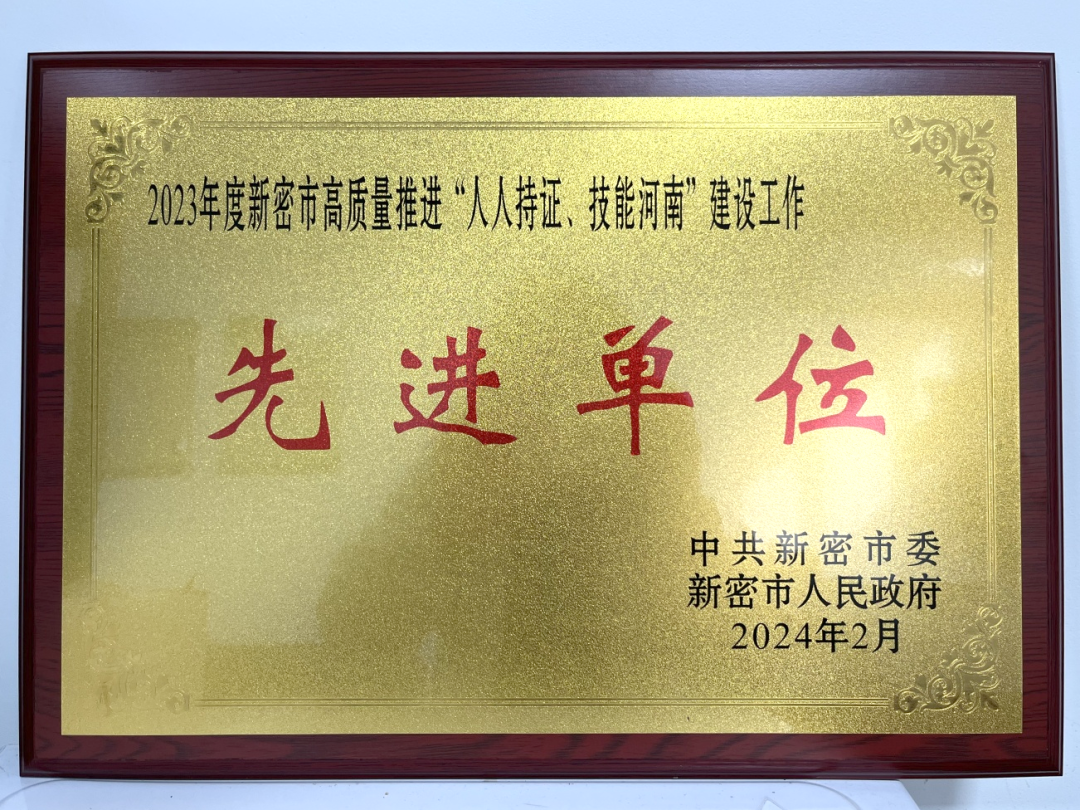 2023年度新密市高质量推进“人人持证、技能河南”建设工作
先进单位
中共新密市委
新密市人民政府
2024年2月